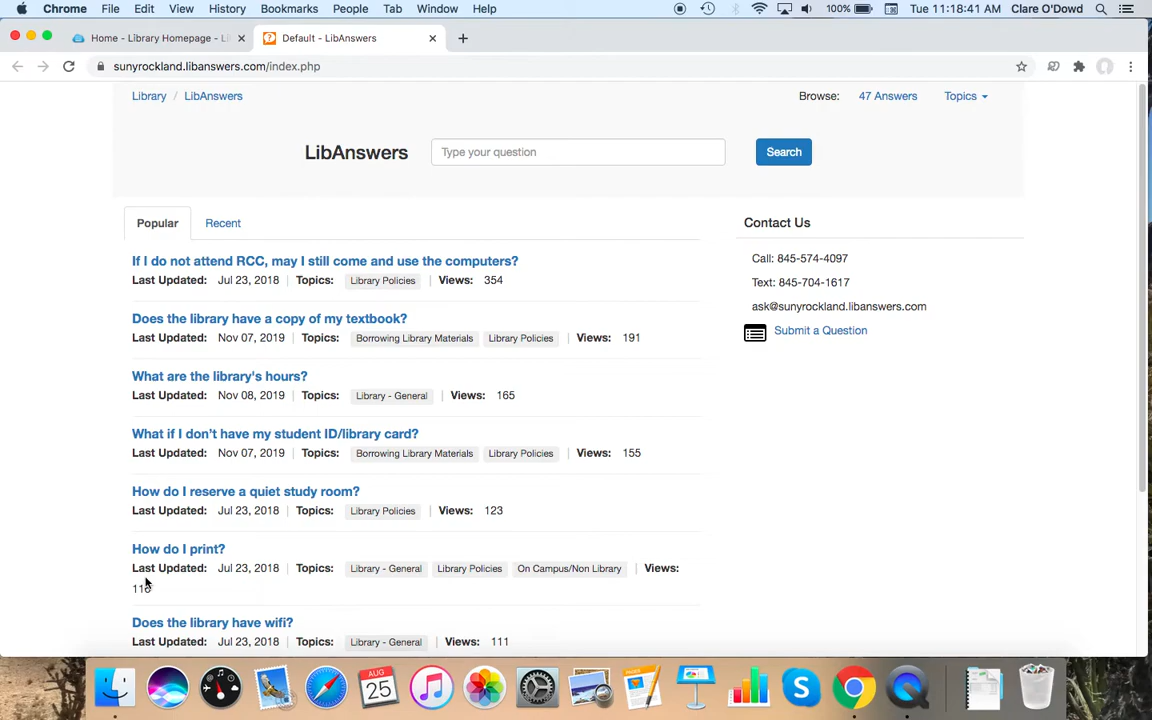 Chrome File Edit View History Bookmarks People Tab Window Help 100% Tue 11:18:41 AM Clare O'Dowd
Home - Library Homepage - Li Default - LibAnswers
sunyrockland.libanswers.com/index.php
Library / LibAnswers Browse: 47 Answers Topics
LibAnswers Type your question Search
Popular Recent
Contact Us
If I do not attend RCC, may I still come and use the computers?
Last Updated: Jul 23, 2018 Topics: Library Policies Views: 354
Does the library have a copy of my textbook?
Last Updated: Nov 07, 2019 Topics: Borrowing Library Materials Library Policies Views: 191
What are the library's hours?
Last Updated: Nov 08, 2019 Topics: Library - General Views: 165
What if I don't have my student ID/library card?
Last Updated: Nov 07, 2019 Topics: Borrowing Library Materials Library Policies Views: 155
How do I reserve a quiet study room?
Last Updated: Jul 23, 2018 Topics: Library Policies Views: 123
How do I print?
Last Updated: Jul 23, 2018 Topics: Library - General Library Policies On Campus/Non Library Views:
Does the library have wifi?
Last Updated: Jul 23, 2018 Topics: Library - General Views: 111
Call: 845-574-4097
Text: 845-704-1617
ask@sunyrockland.libanswers.com
Submit a Question
AUG
25